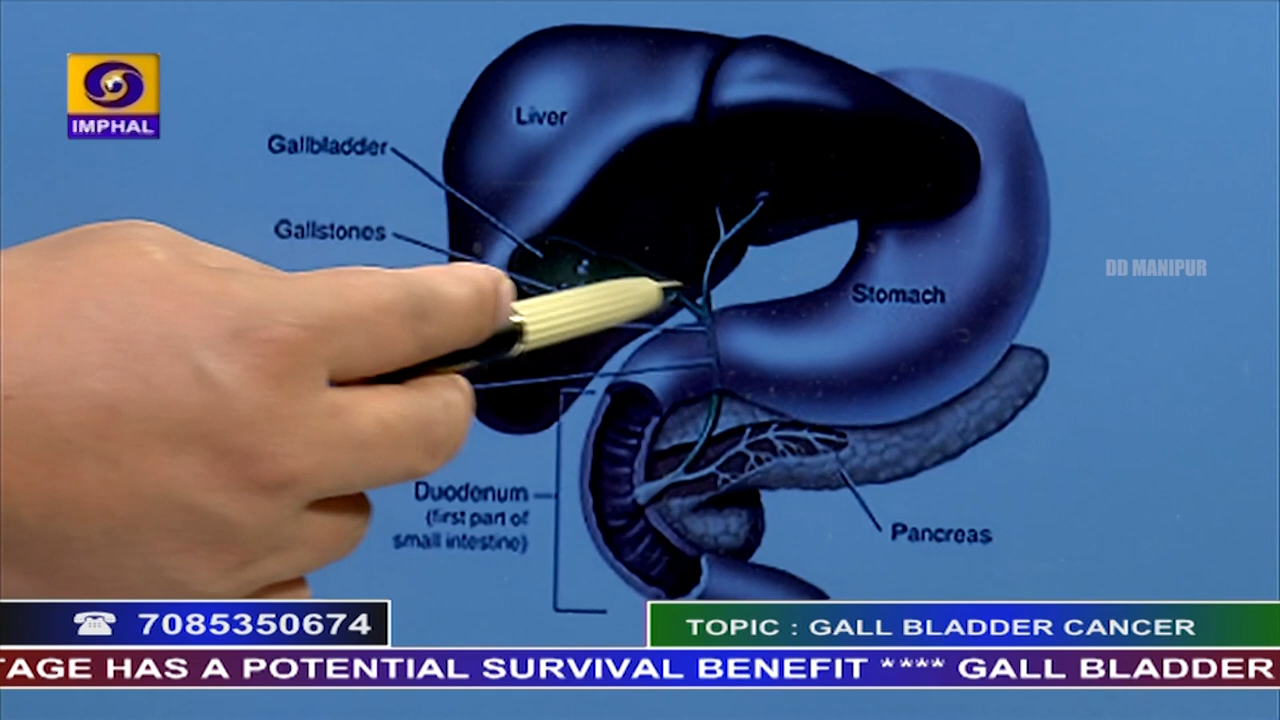 IMPHAL
Liver
Gallbladder
Gallstones
DD MANIPUR
Stomach
Duodenum
(first part of
small intestine)
Pancreas
7085350674
TOPIC : GALL BLADDER CANCER
TAGE HAS A POTENTIAL SURVIVAL BENEFIT **** GALL BLADDER